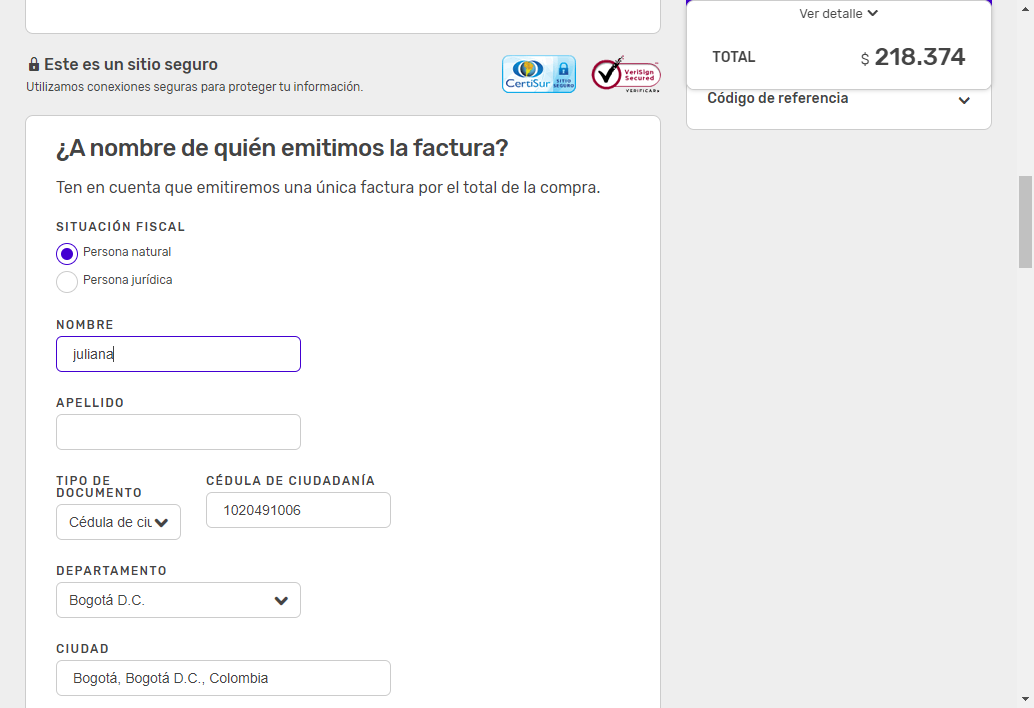 Ver detalle
TOTAL
$ 218.374
Código de referencia
Este es un sitio seguro
Utilizamos conexiones seguras para proteger tu información.
CertiSur
SITIO
SEGURO
VeriSign
Secured
VERIFICAR
¿A nombre de quién emitimos la factura?
Ten en cuenta que emitiremos una única factura por el total de la compra.
SITUACIÓN FISCAL
Persona natural
Persona jurídica
NOMBRE
juliana
APELLIDO
TIPO DE
DOCUMENTO
Cédula de ciu
CÉDULA DE CIUDADANÍA
1020491006
DEPARTAMENTO
Bogotá D.C.
CIUDAD
Bogotá, Bogotá D.C., Colombia